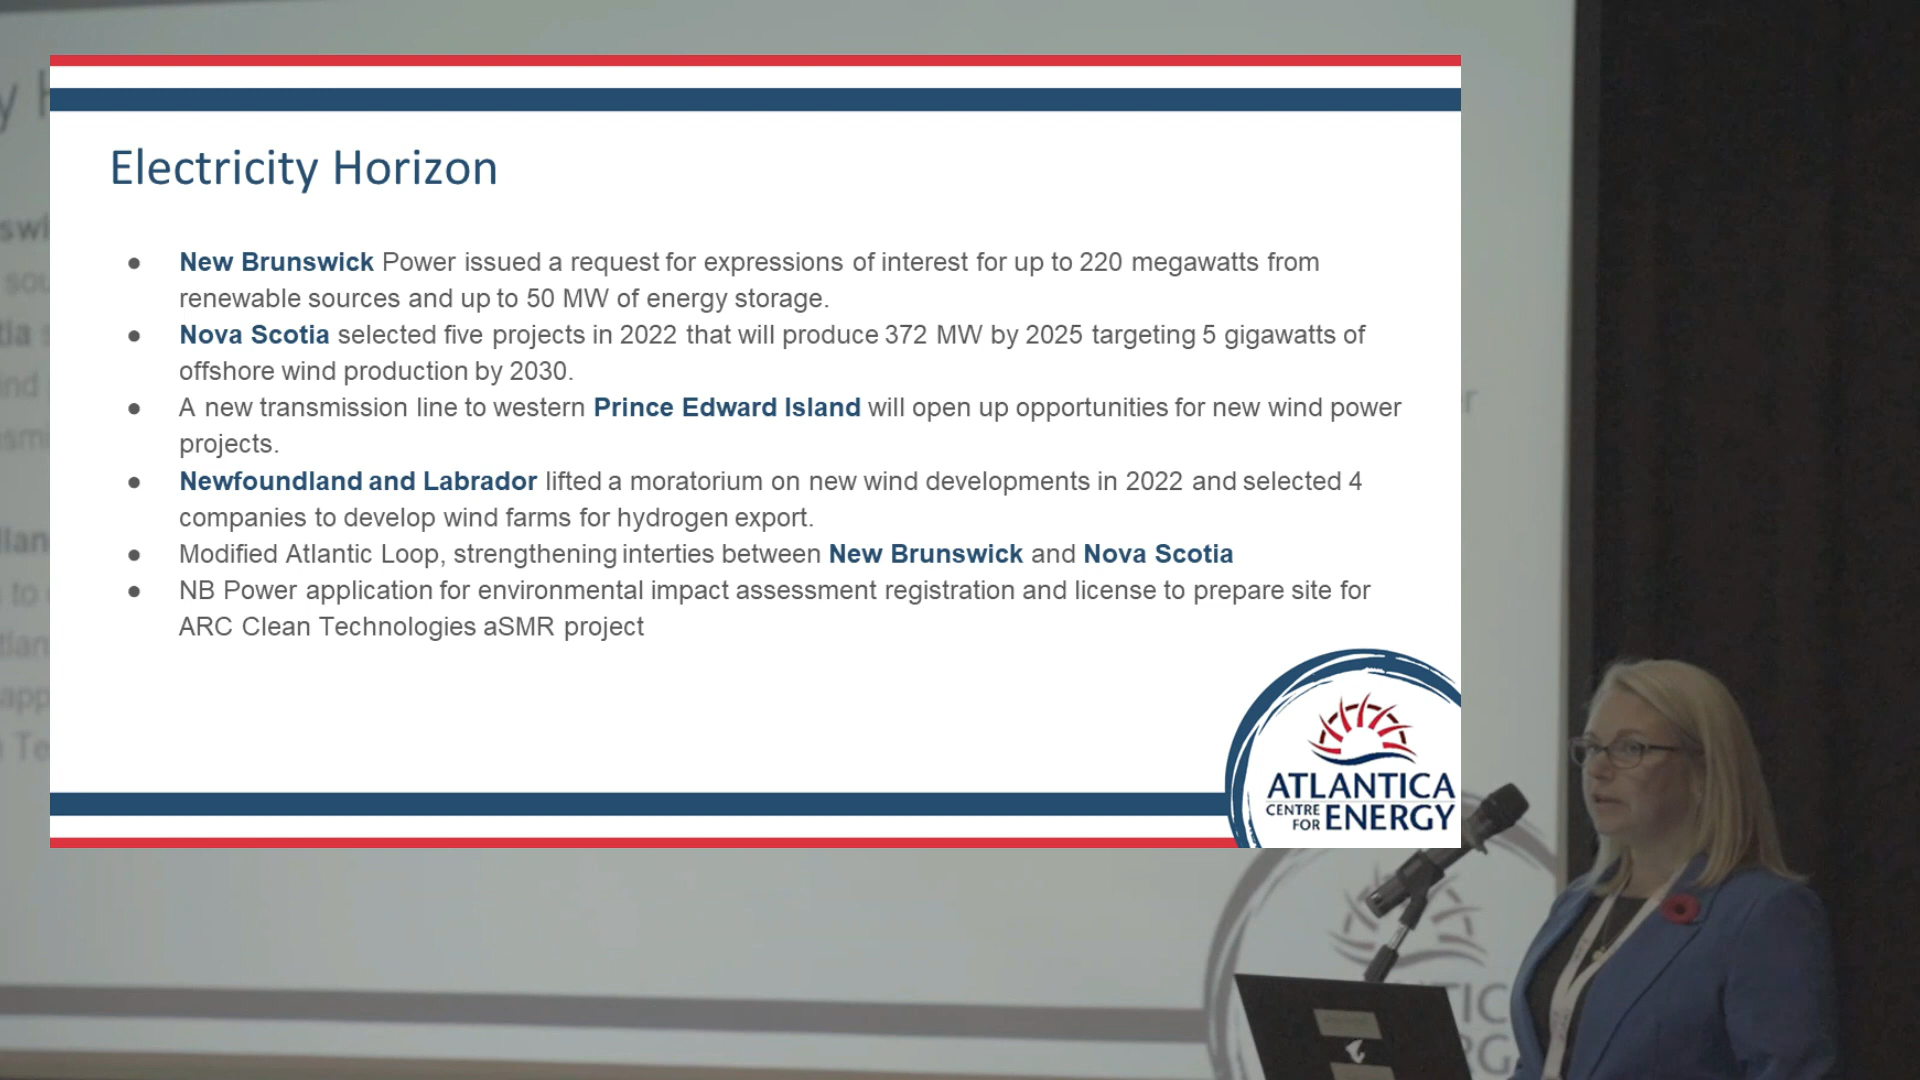 Electricity Horizon
● New Brunswick Power issued a request for expressions of interest for up to 220 megawatts from
renewable sources and up to 50 MW of energy storage.
● Nova Scotia selected five projects in 2022 that will produce 372 MW by 2025 targeting 5 gigawatts of
offshore wind production by 2030.
● A new transmission line to western Prince Edward Island will open up opportunities for new wind power
projects.
● Newfoundland and Labrador lifted a moratorium on new wind developments in 2022 and selected 4
companies to develop wind farms for hydrogen export.
● Modified Atlantic Loop, strengthening interties between New Brunswick and Nova Scotia
● NB Power application for environmental impact assessment registration and license to prepare site for
ARC Clean Technologies aSMR project
ATLANTICA
CENTRE
FOR ENERGY